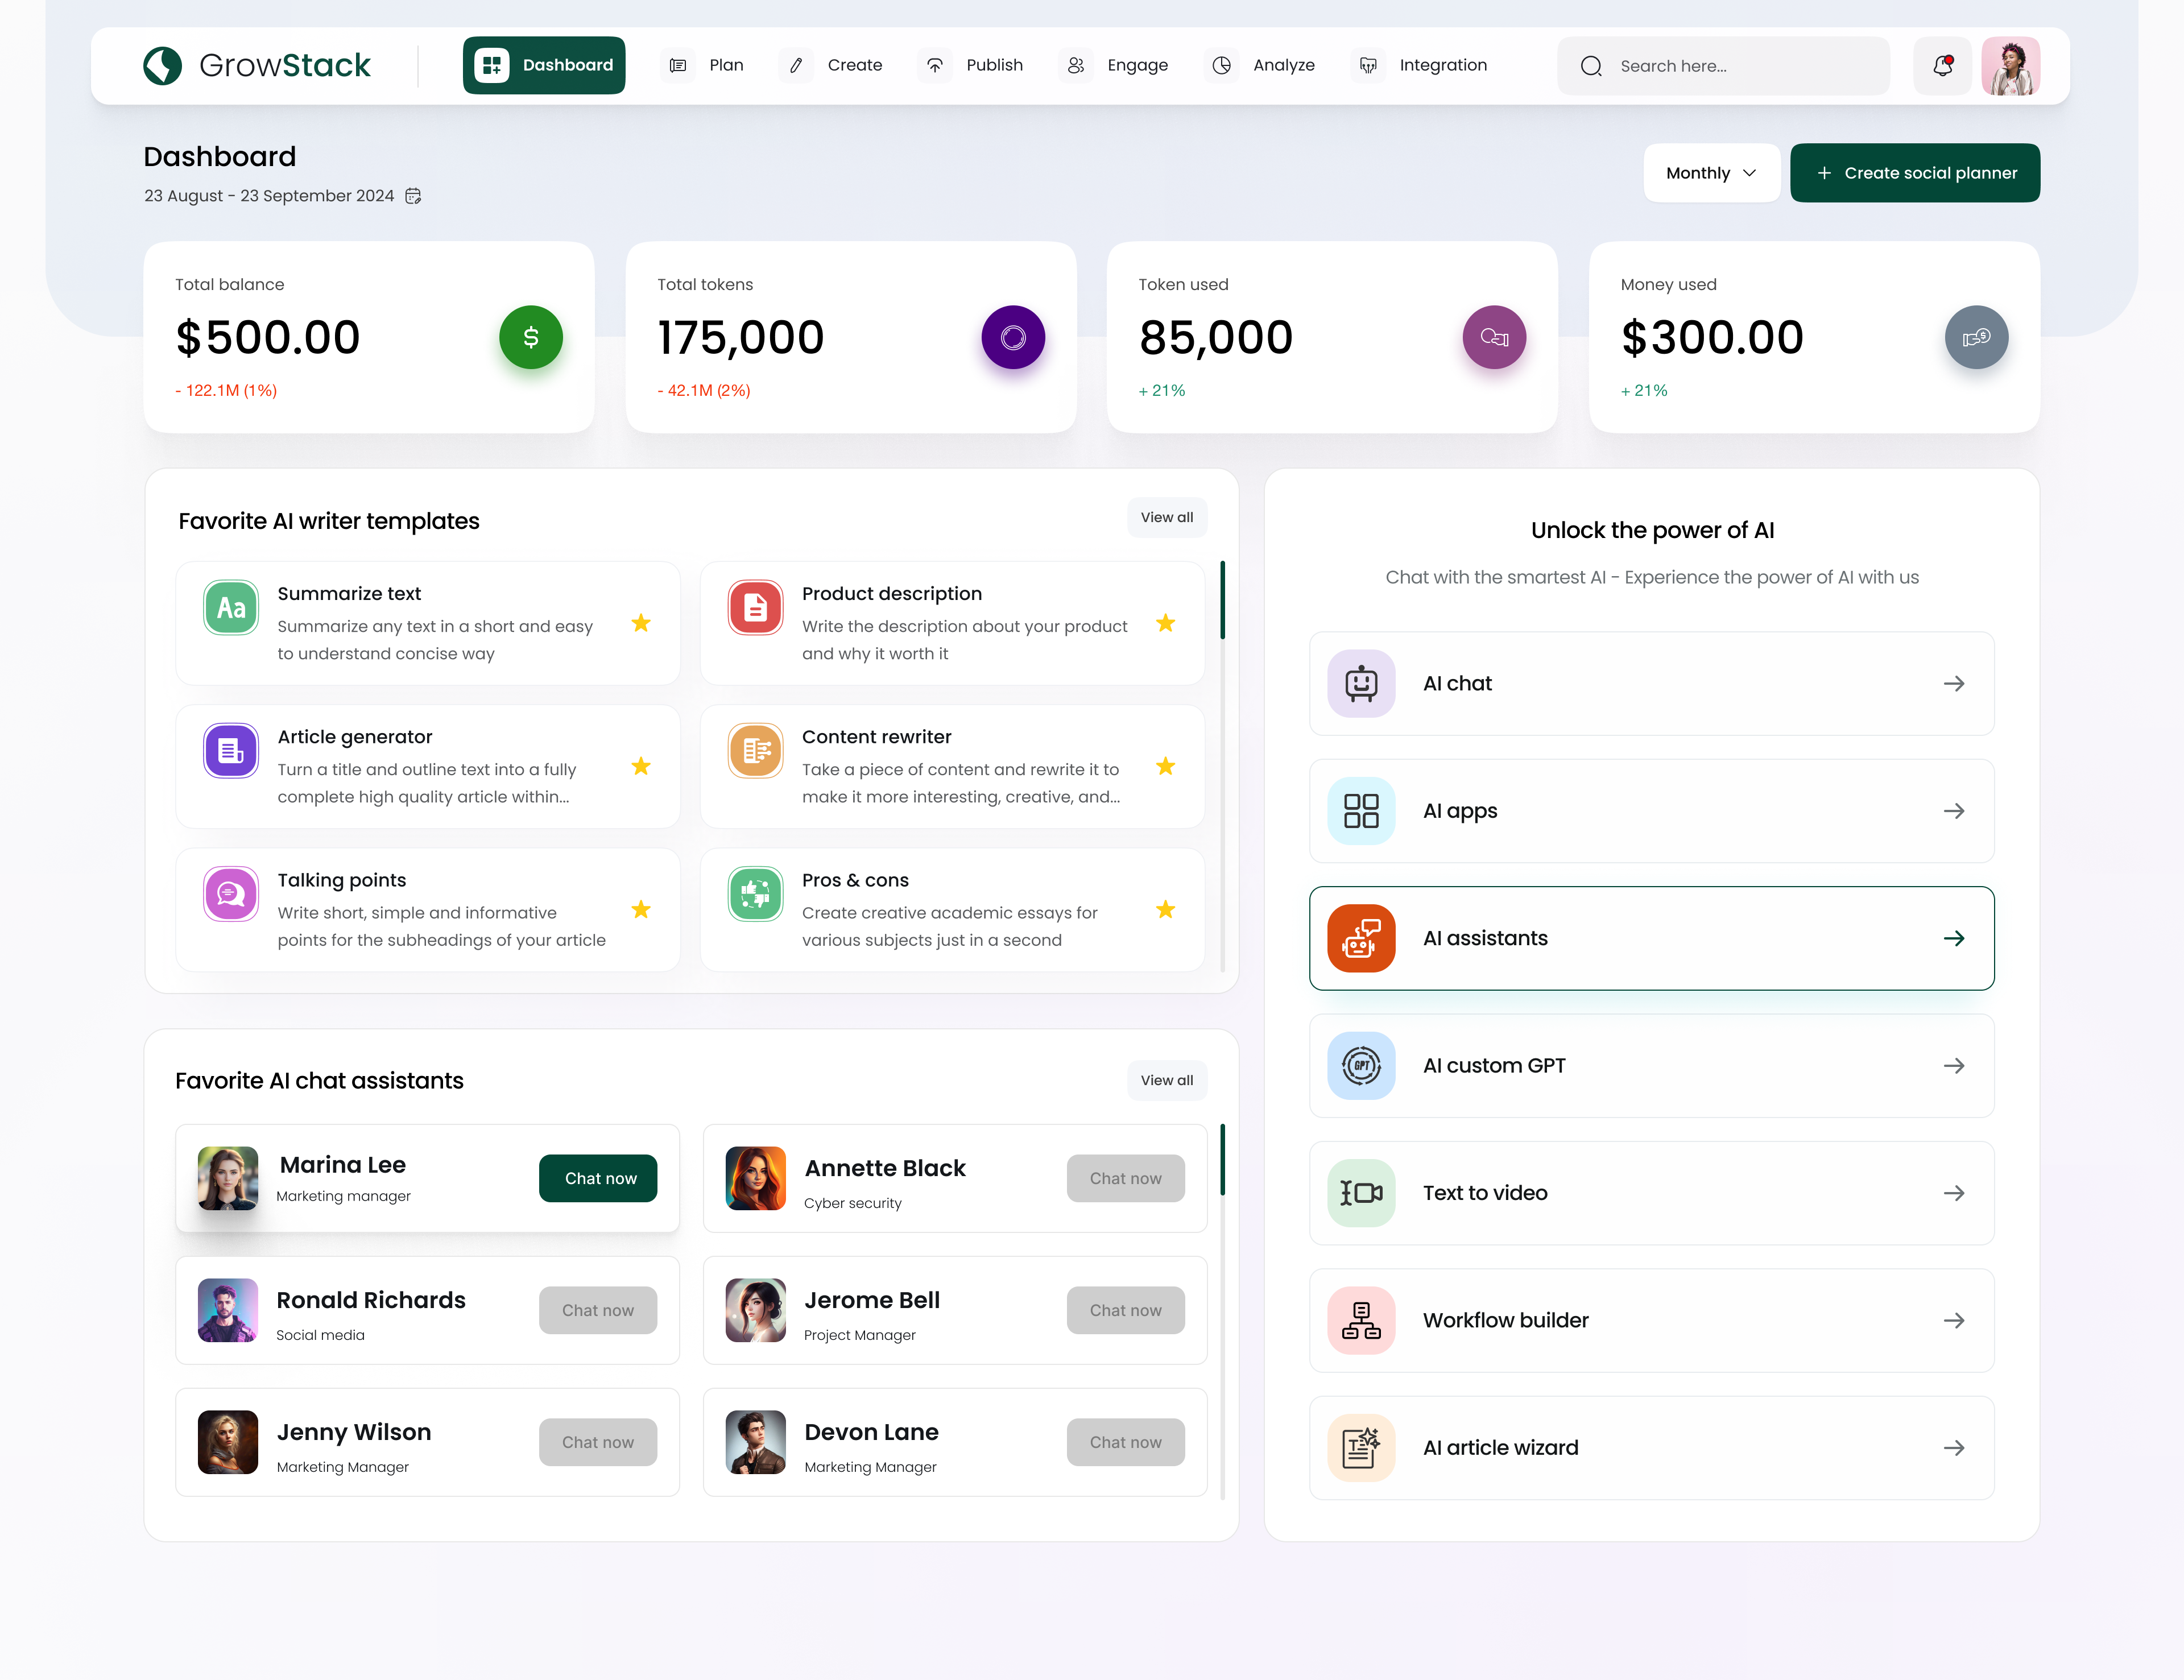 GrowStack
Dashboard
Plan
Create
Publish
Engage
Analyze
Integration
Search here...
Dashboard
23 August - 23 September 2024
Monthly
+ Create social planner
Total balance
$500.00
- 122.1M (1%)
$
Total tokens
175,000
- 42.1M (2%)
Token used
85,000
+ 21%
Money used
$300.00
+ 21%
$
Favorite AI writer templates
View all
Aa
Summarize text
Summarize any text in a short and easy
to understand concise way
Product description
Write the description about your product
and why it worth it
Article generator
Turn a title and outline text into a fully
complete high quality article within...
Content rewriter
Take a piece of content and rewrite it to
make it more interesting, creative, and...
Talking points
Write short, simple and informative
points for the subheadings of your article
Pros & cons
Create creative academic essays for
various subjects just in a second
Favorite AI chat assistants
View all
Marina Lee
Marketing manager
Chat now
Annette Black
Cyber security
Chat now
Ronald Richards
Social media
Chat now
Jerome Bell
Project Manager
Chat now
Jenny Wilson
Marketing Manager
Chat now
Devon Lane
Marketing Manager
Chat now
Unlock the power of AI
Chat with the smartest AI - Experience the power of AI with us
AI chat
AI apps
AI assistants
GPT
AI custom GPT
Text to video
Workflow builder
T
AI article wizard